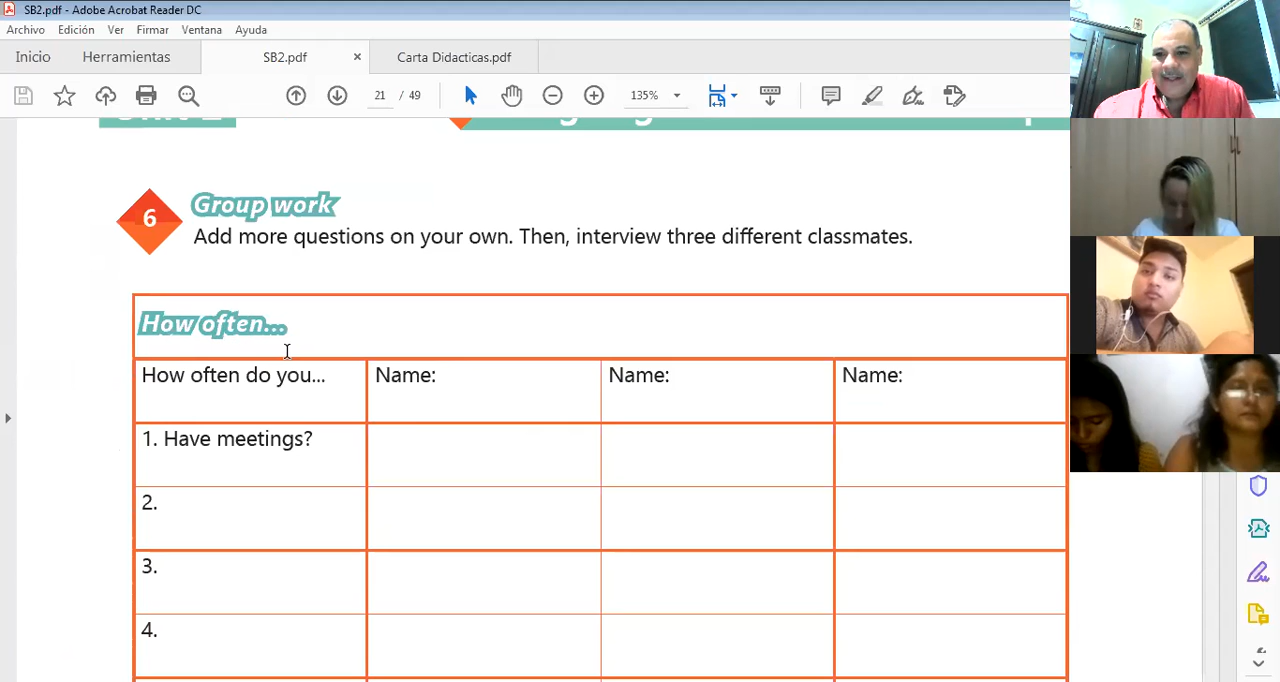 SB2.pdf - Adobe Acrobat Reader DC
Archivo Edición Ver Firmar Ventana Ayuda
Inicio Herramientas SB2.pdf × Carta Didacticas.pdf
21 / 49 135%
6
Group work
Add more questions on your own. Then, interview three different classmates.
How often...
How often do you... Name: Name: Name:
1. Have meetings?
2.
3.
4.